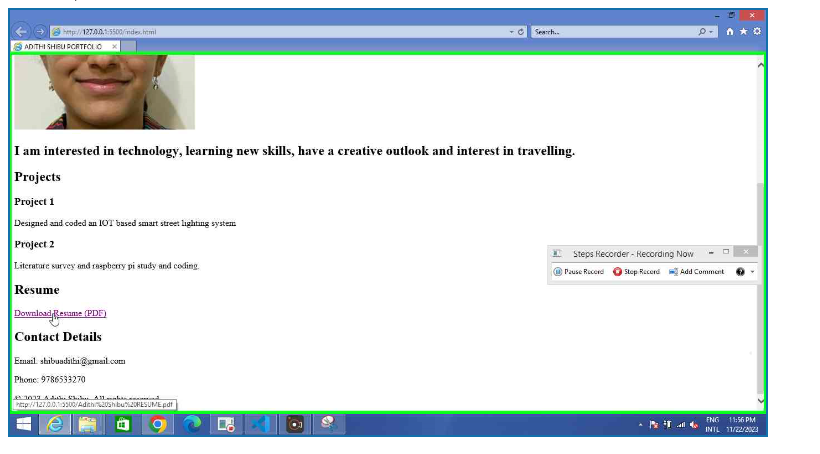 http://127.0.0.1:5500/index.html
Search...
ADITHI SHIBU PORTFOLIO
I am interested in technology, learning new skills, have a creative outlook and interest in travelling.
Projects
Project 1
Designed and coded an IOT based smart street lighting system
Project 2
Steps Recorder - Recording Now
Pause Record Stop Record Add Comment
Literature survey and raspberry pi study and coding.
Resume
Download Resume (PDF)
Contact Details
Email: shibuadithi@gmail.com
Phone: 9786533270
© 2023 Adithi Shibu. All rights reserved.
http://127.0.0.1:5500/Adithi%20Shibu%20RESUME.pdf
ENG 11:56 PM
INTL 11/22/2023